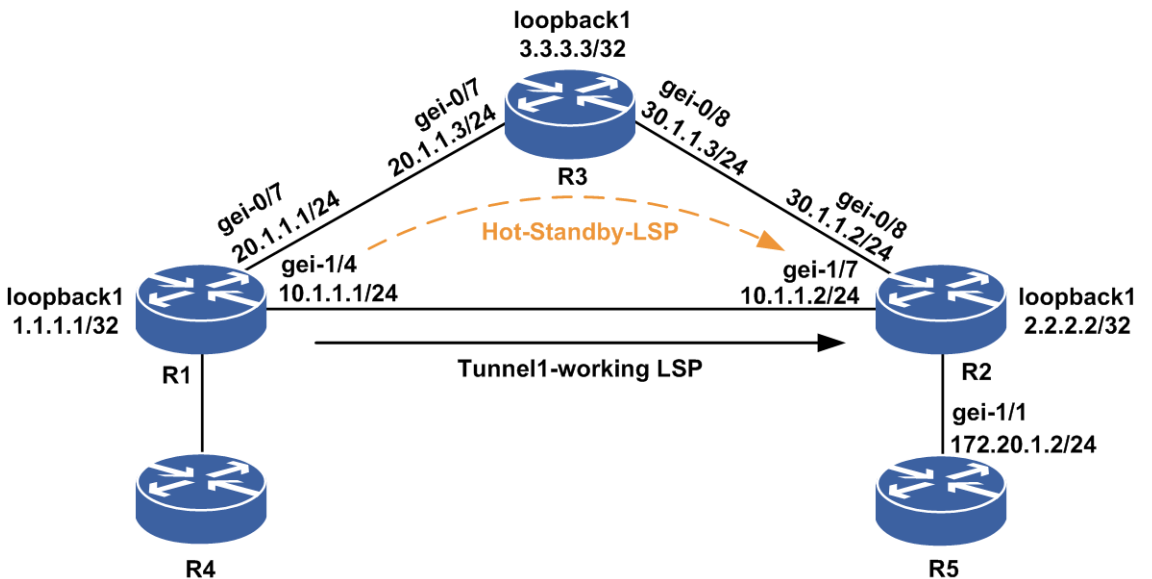 loopback1
3.3.3.3/32
gei-0/7
20.1.1.3/24
gei-0/8
30.1.1.3/24
R3
gei-0/7
20.1.1.1/24
Hot-Standby-LSP
gei-0/8
30.1.1.2/24
gei-1/4
10.1.1.1/24
gei-1/7
10.1.1.2/24
loopback1
1.1.1.1/32
loopback1
2.2.2.2/32
R1
Tunnel1-working LSP
R2
gei-1/1
172.20.1.2/24
R4
R5